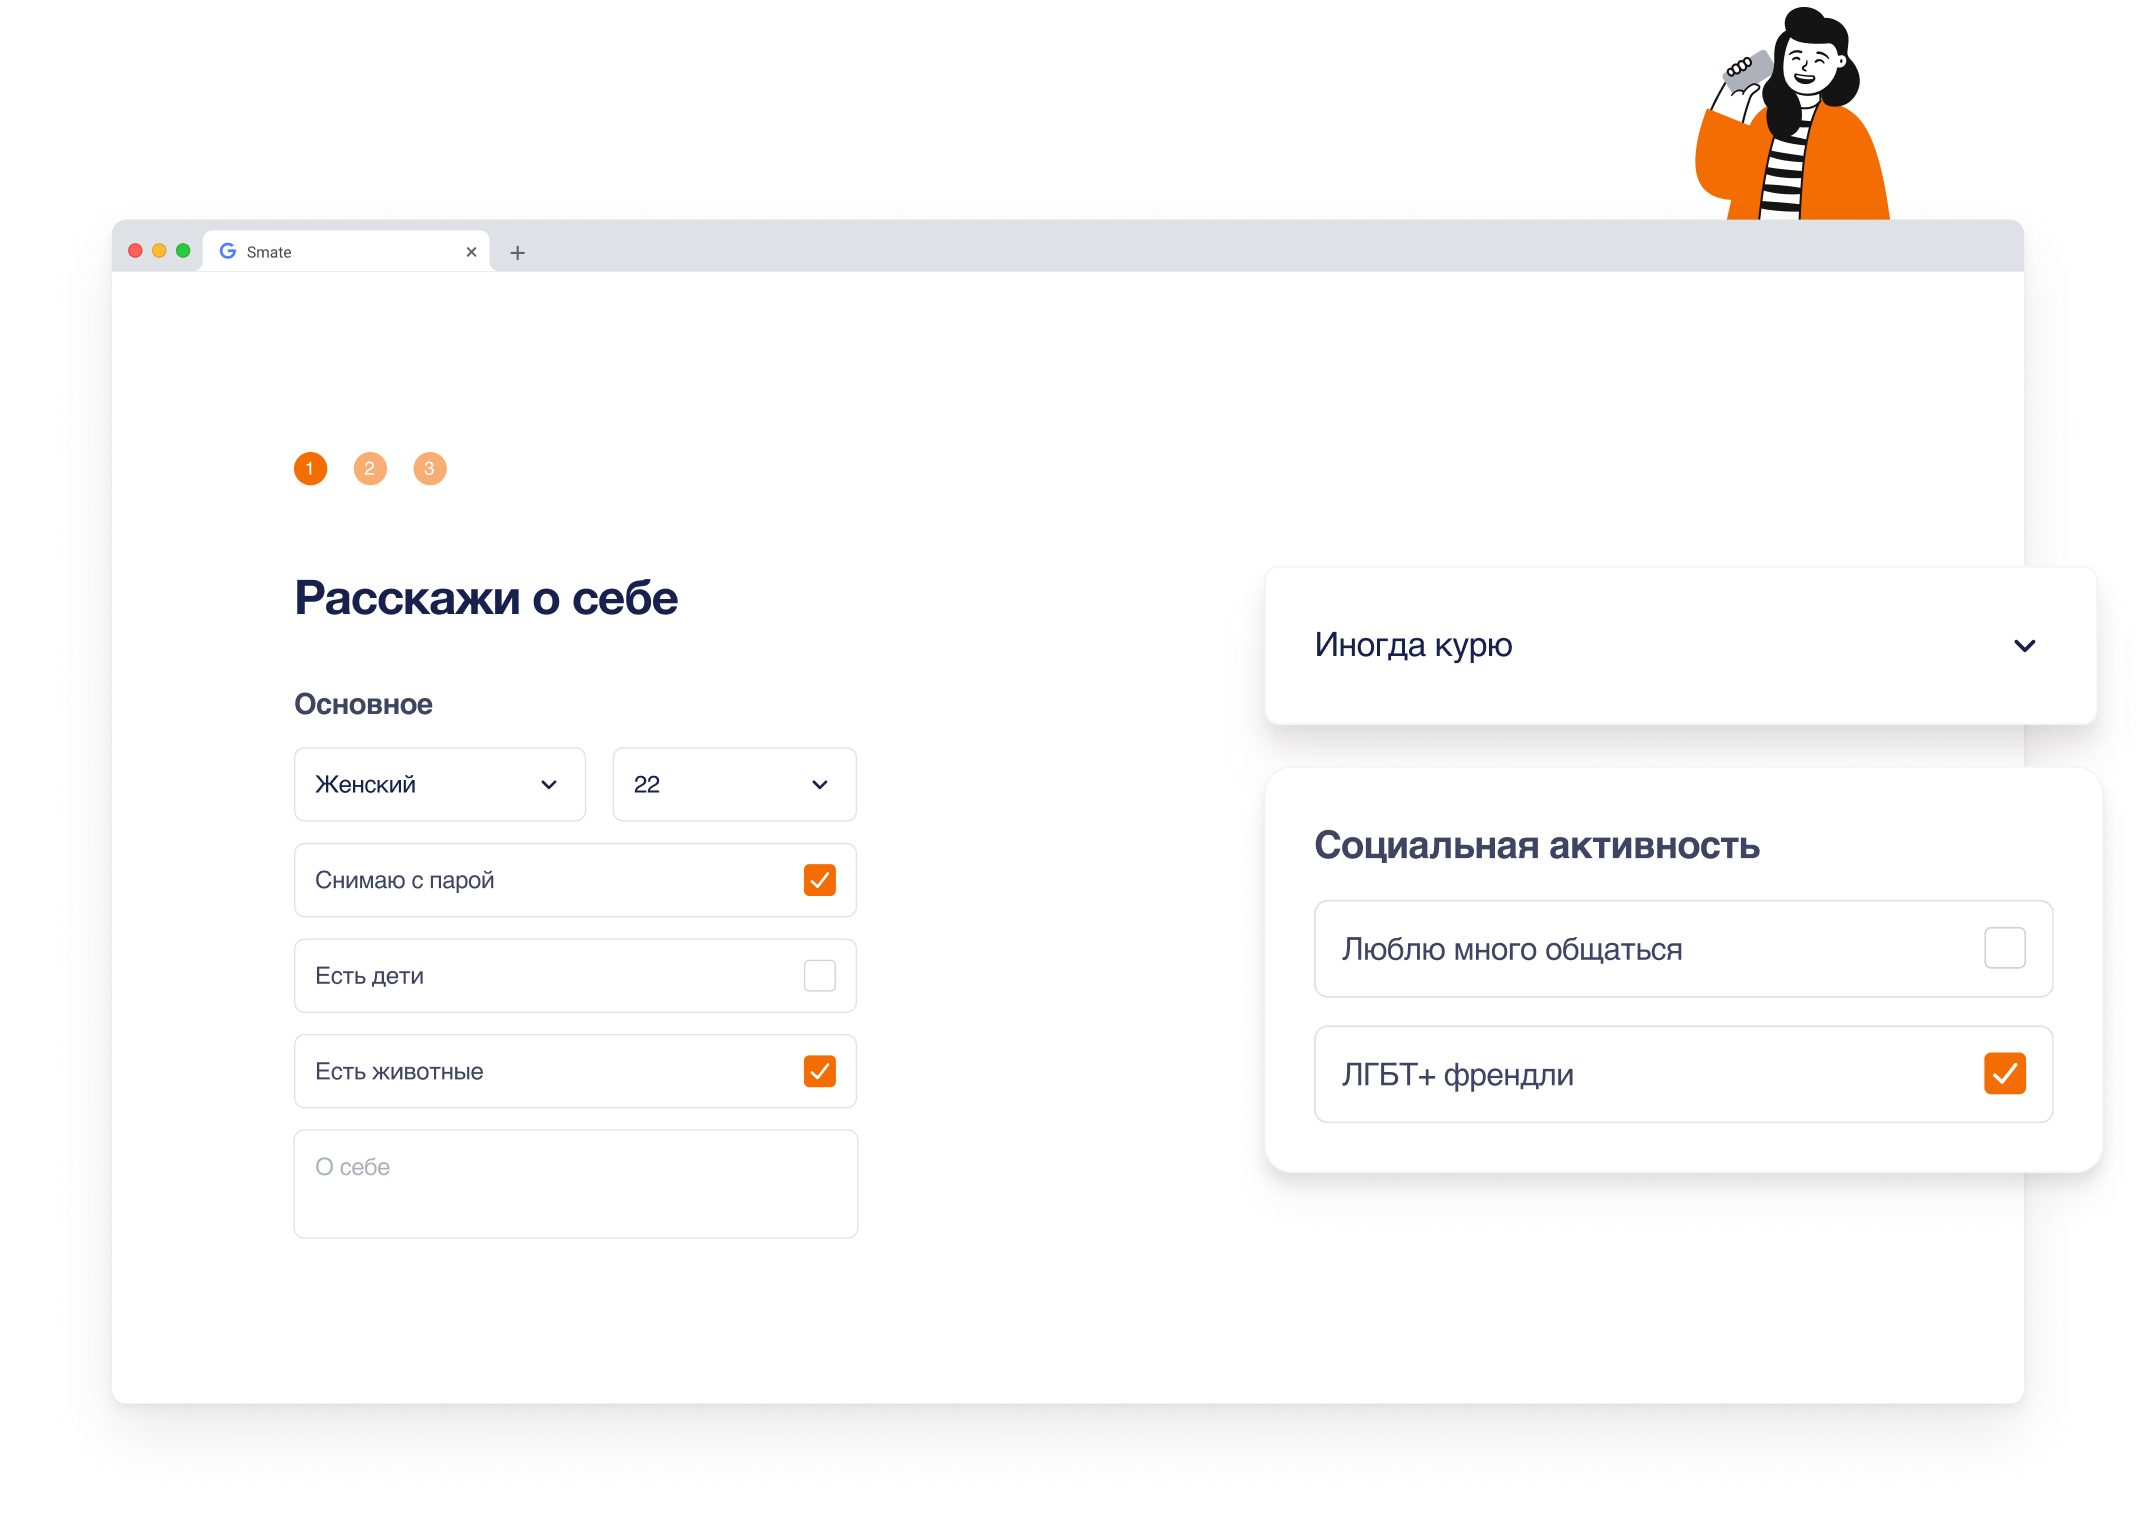 Smate
1 2 3
Расскажи о себе
Основное
Женский
22
Снимаю с парой
Есть дети
Есть животные
О себе
Иногда курю
Социальная активность
Люблю много общаться
ЛГБТ+ френдли